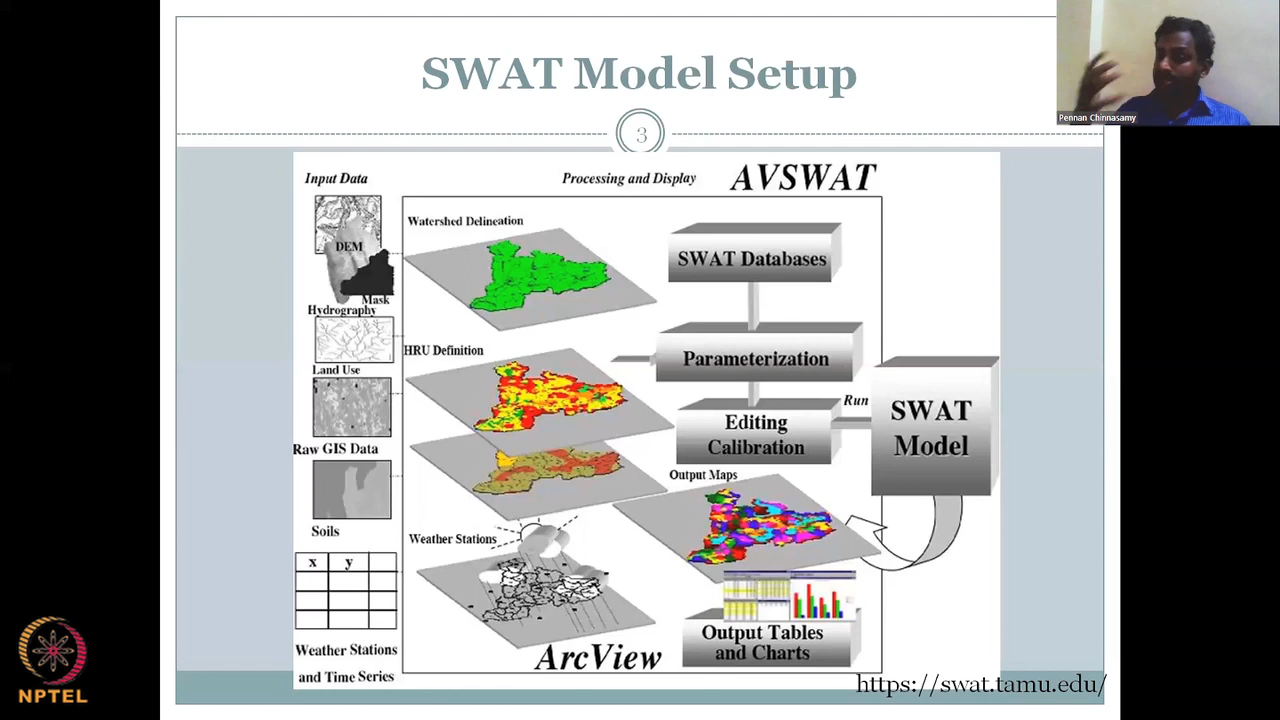 SWAT Model Setup
Pennan Chinnasamy
3
Input Data
Processing and Display
AVSWAT
DEM
Mask
Hydrography
Land Use
Raw GIS Data
Soils
x y
Weather Stations
and Time Series
Watershed Delineation
HRU Definition
Weather Stations
ArcView
SWAT Databases
Parameterization
Editing
Calibration
Run
SWAT
Model
Output Maps
Output Tables
and Charts
https://swat.tamu.edu/
NPTEL